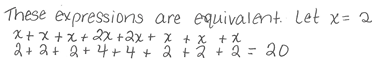 These expressions are equivalent. Let x = 2
x + x + x + 2x + 2x + x + x + x
2 + 2 + 2 + 4 + 4 + 2 + 2 + 2 = 20